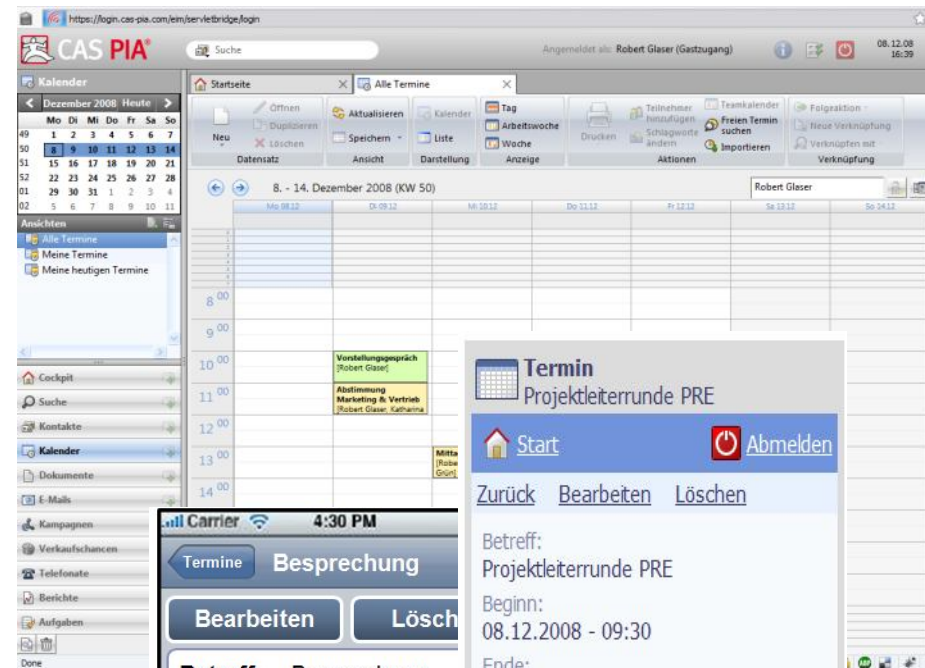 https://login.cas-pia.com/eim/servletbridge/login
CAS PIA
Suche
Angemeldet als: Robert Glaser (Gastzugang)
08.12.08
16:39
Kalender
Dezember 2008 Heute
Mo Di Mi Do Fr Sa So
49 1 2 3 4 5 6 7
50 8 9 10 11 12 13 14
51 15 16 17 18 19 20 21
52 22 23 24 25 26 27 28
01 29 30 31 1 2 3 4
02 5 6 7 8 9 10 11
Ansichten
Alle Termine
Meine Termine
Meine heutigen Termine
Cockpit
Suche
Kontakte
Kalender
Dokumente
E-Mails
Kampagnen
Verkaufschancen
Telefonate
Berichte
Aufgaben
Done
Startseite
Alle Termine
Neu
Öffnen
Duplizieren
Löschen
Datensatz
Aktualisieren
Speichern
Ansicht
Kalender
Liste
Darstellung
Tag
Arbeitswoche
Woche
Anzeige
Drucken
Teilnehmer hinzufügen
Schlagworte ändern
Teamkalender
Freien Termin suchen
Importieren
Aktionen
Folgeaktion
Neue Verknüpfung
Verknüpfen mit
Verknüpfung
8. - 14. Dezember 2008 (KW 50)
Robert Glaser
Mo 08.12 Di 09.12 Mi 10.12 Do 11.12 Fr 12.12 Sa 13.12 So 14.12
8 00
9 00
10 00
11 00
12 00
13 00
14 00
Vorstellungsgespräch
[Robert Glaser]
Abstimmung
Marketing & Vertrieb
[Robert Glaser, Katharina
Mitta
[Robe
Grün]
Carrier 4:30 PM
Termine
Besprechung
Bearbeiten
Lösch
Termin
Projektleiterrunde PRE
Start
Abmelden
Zurück Bearbeiten Löschen
Betreff:
Projektleiterrunde PRE
Beginn:
08.12.2008 - 09:30
Ende: